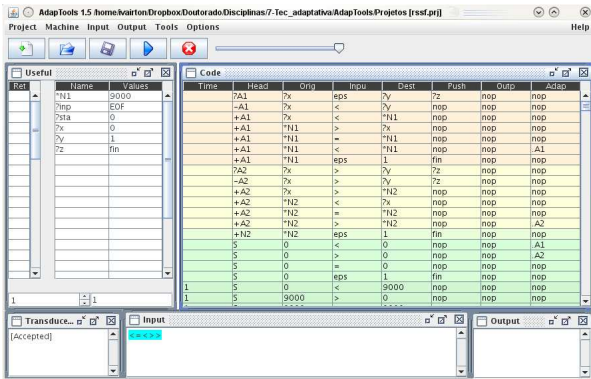 AdapTools 1.5 /home/ivairton/Dropbox/Doutorado/Disciplinas/7-Tec_adaptativa/AdapTools/Projetos [rssf.prj]
Project Machine Input Output Tools Options Help
Useful
Ret Name Values
*N1 9000
?inp EOF
?sta 0
?x 0
?y 1
?z fin
1 1
Code
Time Head Orig Inpu Dest Push Outp Adap
?A1 ?x eps ?y ?z nop nop
-A1 ?x < ?y nop nop nop
+A1 ?x < *N1 nop nop nop
+A1 *N1 > ?x nop nop nop
+A1 *N1 = *N1 nop nop nop
+A1 *N1 < *N1 nop nop .A1
+A1 *N1 eps 1 fin nop nop
?A2 ?x > ?y ?z nop nop
-A2 ?x > ?y ?z nop nop
+A2 ?x > *N2 nop nop nop
+A2 *N2 < ?x nop nop nop
+A2 *N2 = *N2 nop nop nop
+A2 *N2 > *N2 nop nop .A2
+N2 *N2 eps 1 fin nop nop
S 0 < 0 nop nop .A1
S 0 > 0 nop nop .A2
S 0 = 0 nop nop nop
S 0 eps 1 fin nop nop
1 S 0 < 9000 nop nop nop
1 S 9000 > 0 nop nop nop
Transduce...
[Accepted]
Input
<=<>>
Output